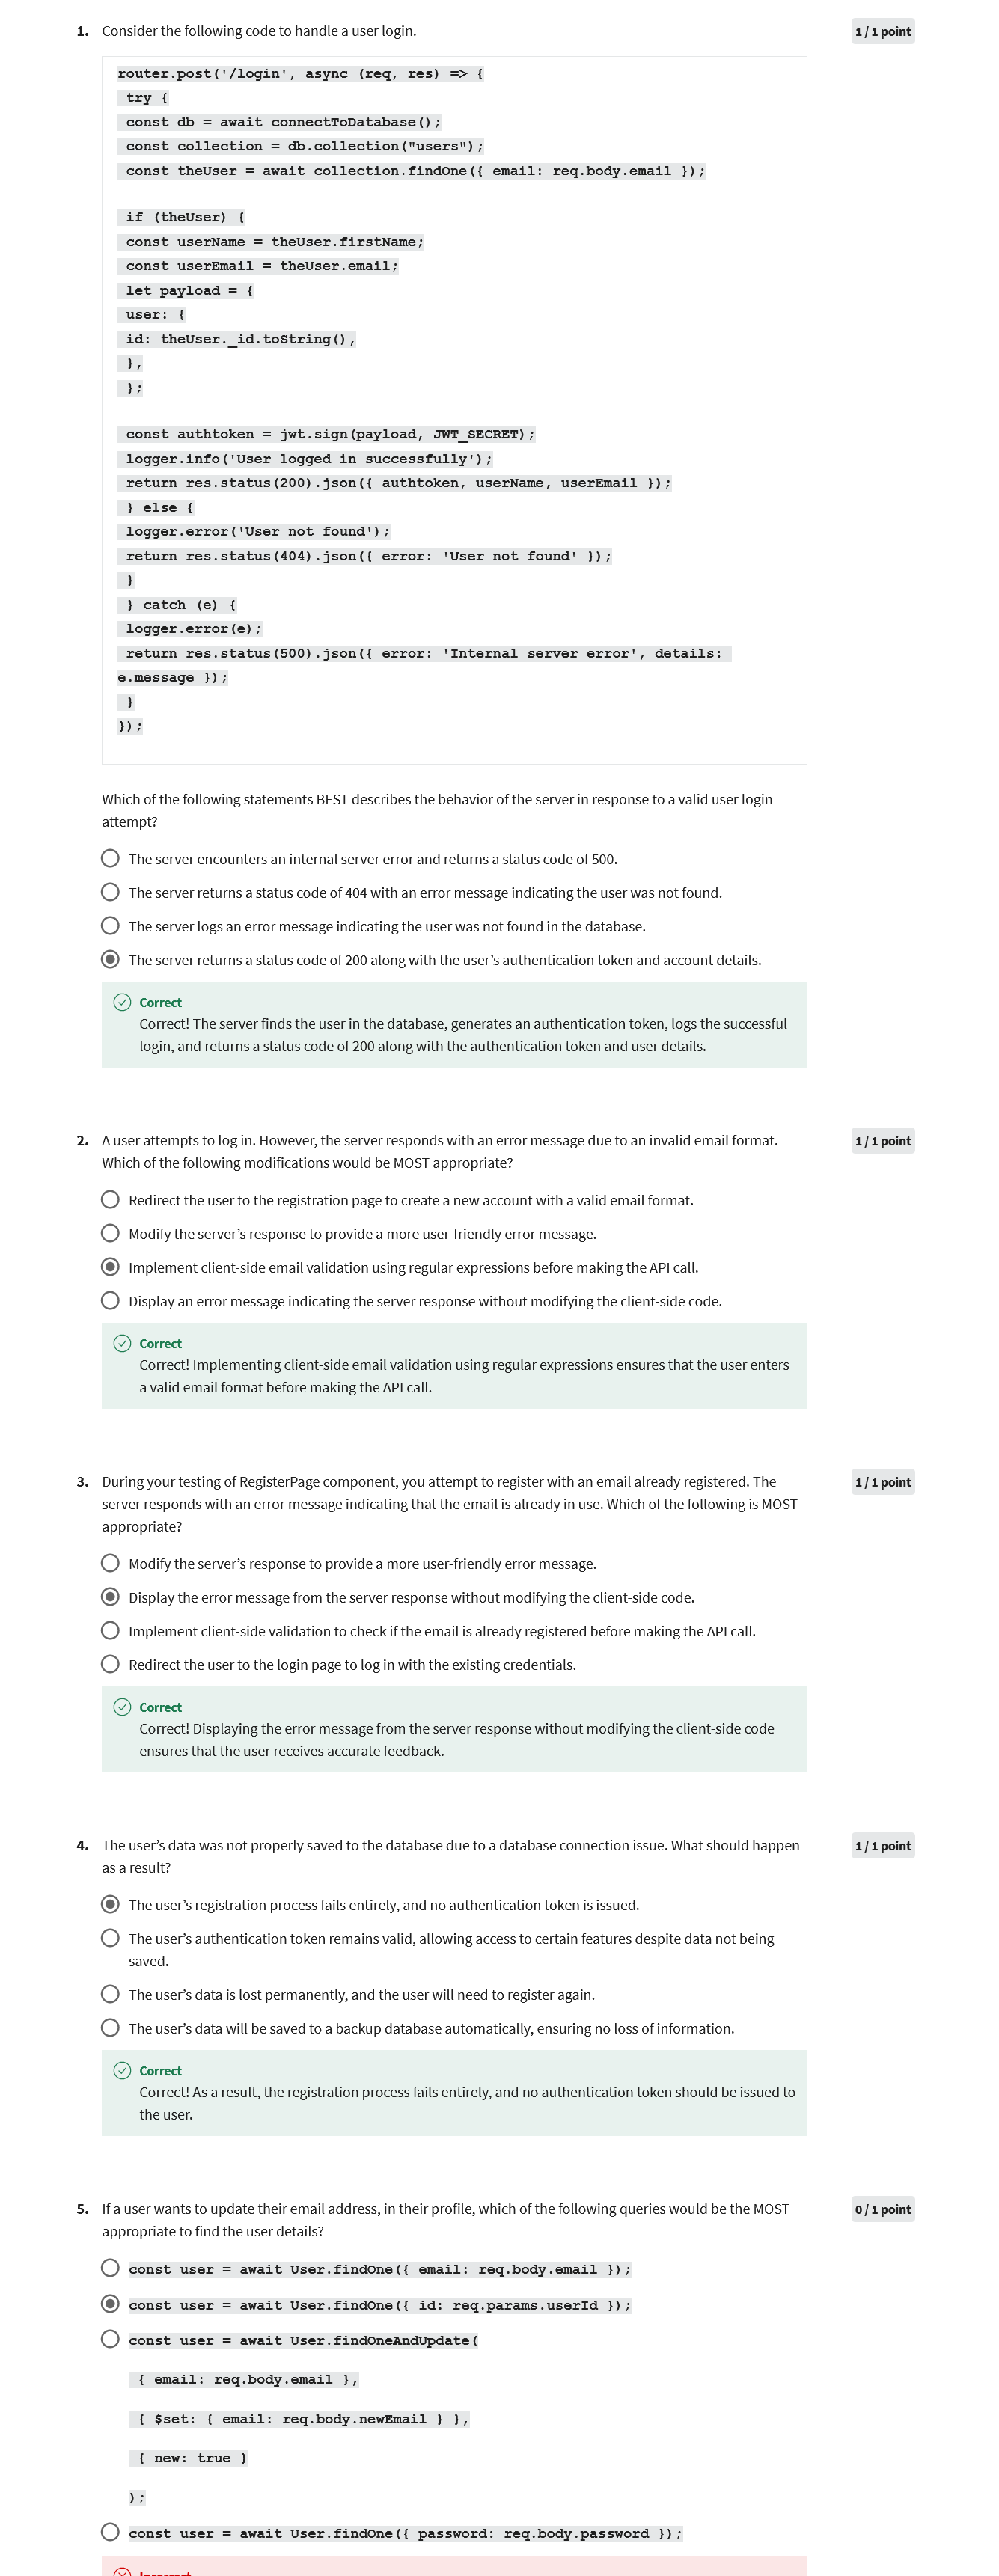 1. Consider the following code to handle a user login.
1 / 1 point
router.post('/login', async (req, res) => {
try {
const db = await connectToDatabase();
const collection = db.collection("users");
const theUser = await collection.findOne({ email: req.body.email });
if (theUser) {
const userName = theUser.firstName;
const userEmail = theUser.email;
let payload = {
user: {
id: theUser._id.toString(),
},
};
const authtoken = jwt.sign(payload, JWT_SECRET);
logger.info('User logged in successfully');
return res.status(200).json({ authtoken, userName, userEmail });
} else {
logger.error('User not found');
return res.status(404).json({ error: 'User not found' });
}
} catch (e) {
logger.error(e);
return res.status(500).json({ error: 'Internal server error', details:
e.message });
}
});
Which of the following statements BEST describes the behavior of the server in response to a valid user login
attempt?
The server encounters an internal server error and returns a status code of 500.
The server returns a status code of 404 with an error message indicating the user was not found.
The server logs an error message indicating the user was not found in the database.
The server returns a status code of 200 along with the user’s authentication token and account details.
Correct
Correct! The server finds the user in the database, generates an authentication token, logs the successful
login, and returns a status code of 200 along with the authentication token and user details.
2. A user attempts to log in. However, the server responds with an error message due to an invalid email format.
1 / 1 point
Which of the following modifications would be MOST appropriate?
Redirect the user to the registration page to create a new account with a valid email format.
Modify the server’s response to provide a more user-friendly error message.
Implement client-side email validation using regular expressions before making the API call.
Display an error message indicating the server response without modifying the client-side code.
Correct
Correct! Implementing client-side email validation using regular expressions ensures that the user enters
a valid email format before making the API call.
3. During your testing of RegisterPage component, you attempt to register with an email already registered. The
1 / 1 point
server responds with an error message indicating that the email is already in use. Which of the following is MOST
appropriate?
Modify the server’s response to provide a more user-friendly error message.
Display the error message from the server response without modifying the client-side code.
Implement client-side validation to check if the email is already registered before making the API call.
Redirect the user to the login page to log in with the existing credentials.
Correct
Correct! Displaying the error message from the server response without modifying the client-side code
ensures that the user receives accurate feedback.
4. The user’s data was not properly saved to the database due to a database connection issue. What should happen
1 / 1 point
as a result?
The user’s registration process fails entirely, and no authentication token is issued.
The user’s authentication token remains valid, allowing access to certain features despite data not being
saved.
The user’s data is lost permanently, and the user will need to register again.
The user’s data will be saved to a backup database automatically, ensuring no loss of information.
Correct
Correct! As a result, the registration process fails entirely, and no authentication token should be issued to
the user.
5. If a user wants to update their email address, in their profile, which of the following queries would be the MOST
0 / 1 point
appropriate to find the user details?
const user = await User.findOne({ email: req.body.email });
const user = await User.findOne({ id: req.params.userId });
const user = await User.findOneAndUpdate(
{ email: req.body.email },
{ $set: { email: req.body.newEmail } },
{ new: true }
);
const user = await User.findOne({ password: req.body.password });